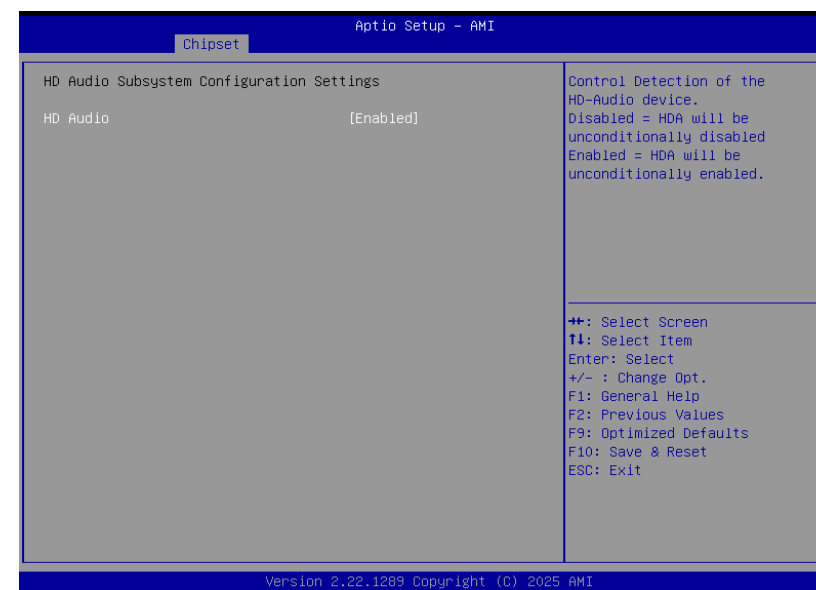 Aptio Setup – AMI
Chipset
HD Audio Subsystem Configuration Settings
HD Audio [Enabled]
Control Detection of the
HD-Audio device.
Disabled = HDA will be
unconditionally disabled
Enabled = HDA will be
unconditionally enabled.
→←: Select Screen
↑↓: Select Item
Enter: Select
+/- : Change Opt.
F1: General Help
F2: Previous Values
F9: Optimized Defaults
F10: Save & Reset
ESC: Exit
Version 2.22.1289 Copyright (C) 2025 AMI